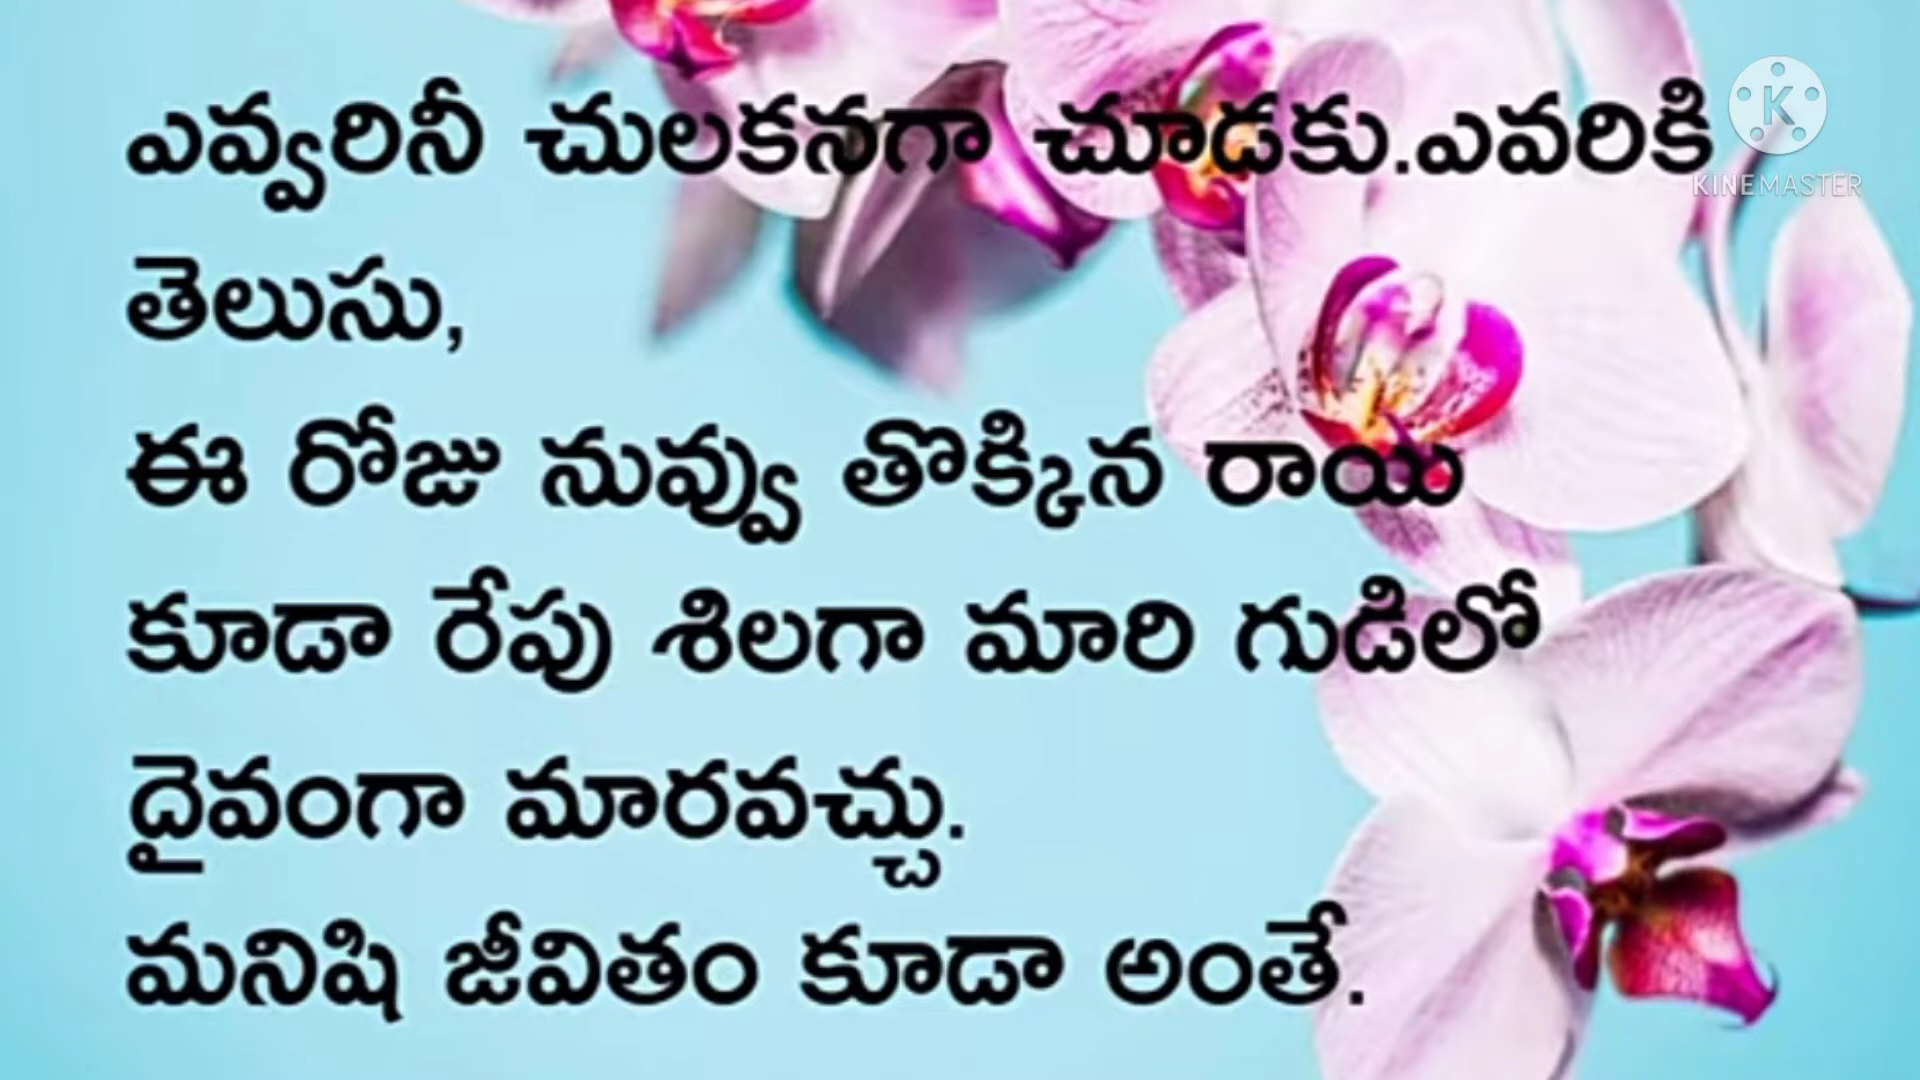 ఎవ్వరినీ చులకనగా చూడకు.ఎవరికి
తెలుసు,
ఈ రోజు నువ్వు తొక్కిన రాయి
కూడా రేపు శిలగా మారి గుడిలో
దైవంగా మారవచ్చు.
మనిషి జీవితం కూడా అంతే.
K
KINEMASTER